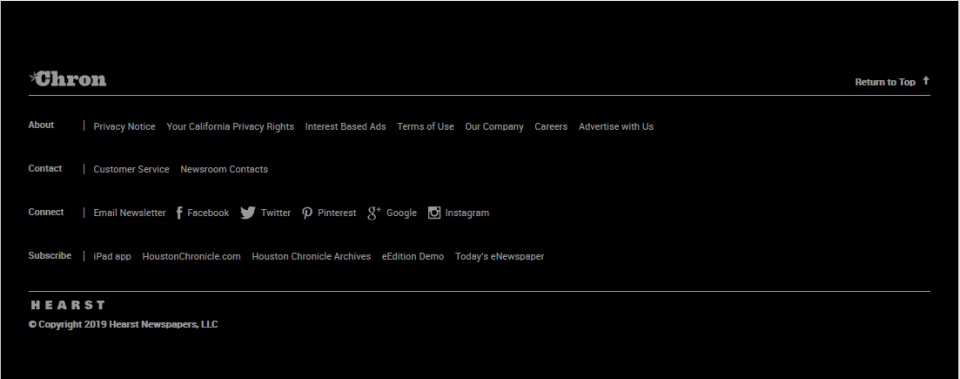 Chron
Return to Top
About | Privacy Notice Your California Privacy Rights Interest Based Ads Terms of Use Our Company Careers Advertise with Us
Contact | Customer Service Newsroom Contacts
Connect | Email Newsletter Facebook Twitter Pinterest Google Instagram
Subscribe | iPad app HoustonChronicle.com Houston Chronicle Archives eEdition Demo Today's eNewspaper
HEARST
© Copyright 2019 Hearst Newspapers, LLC